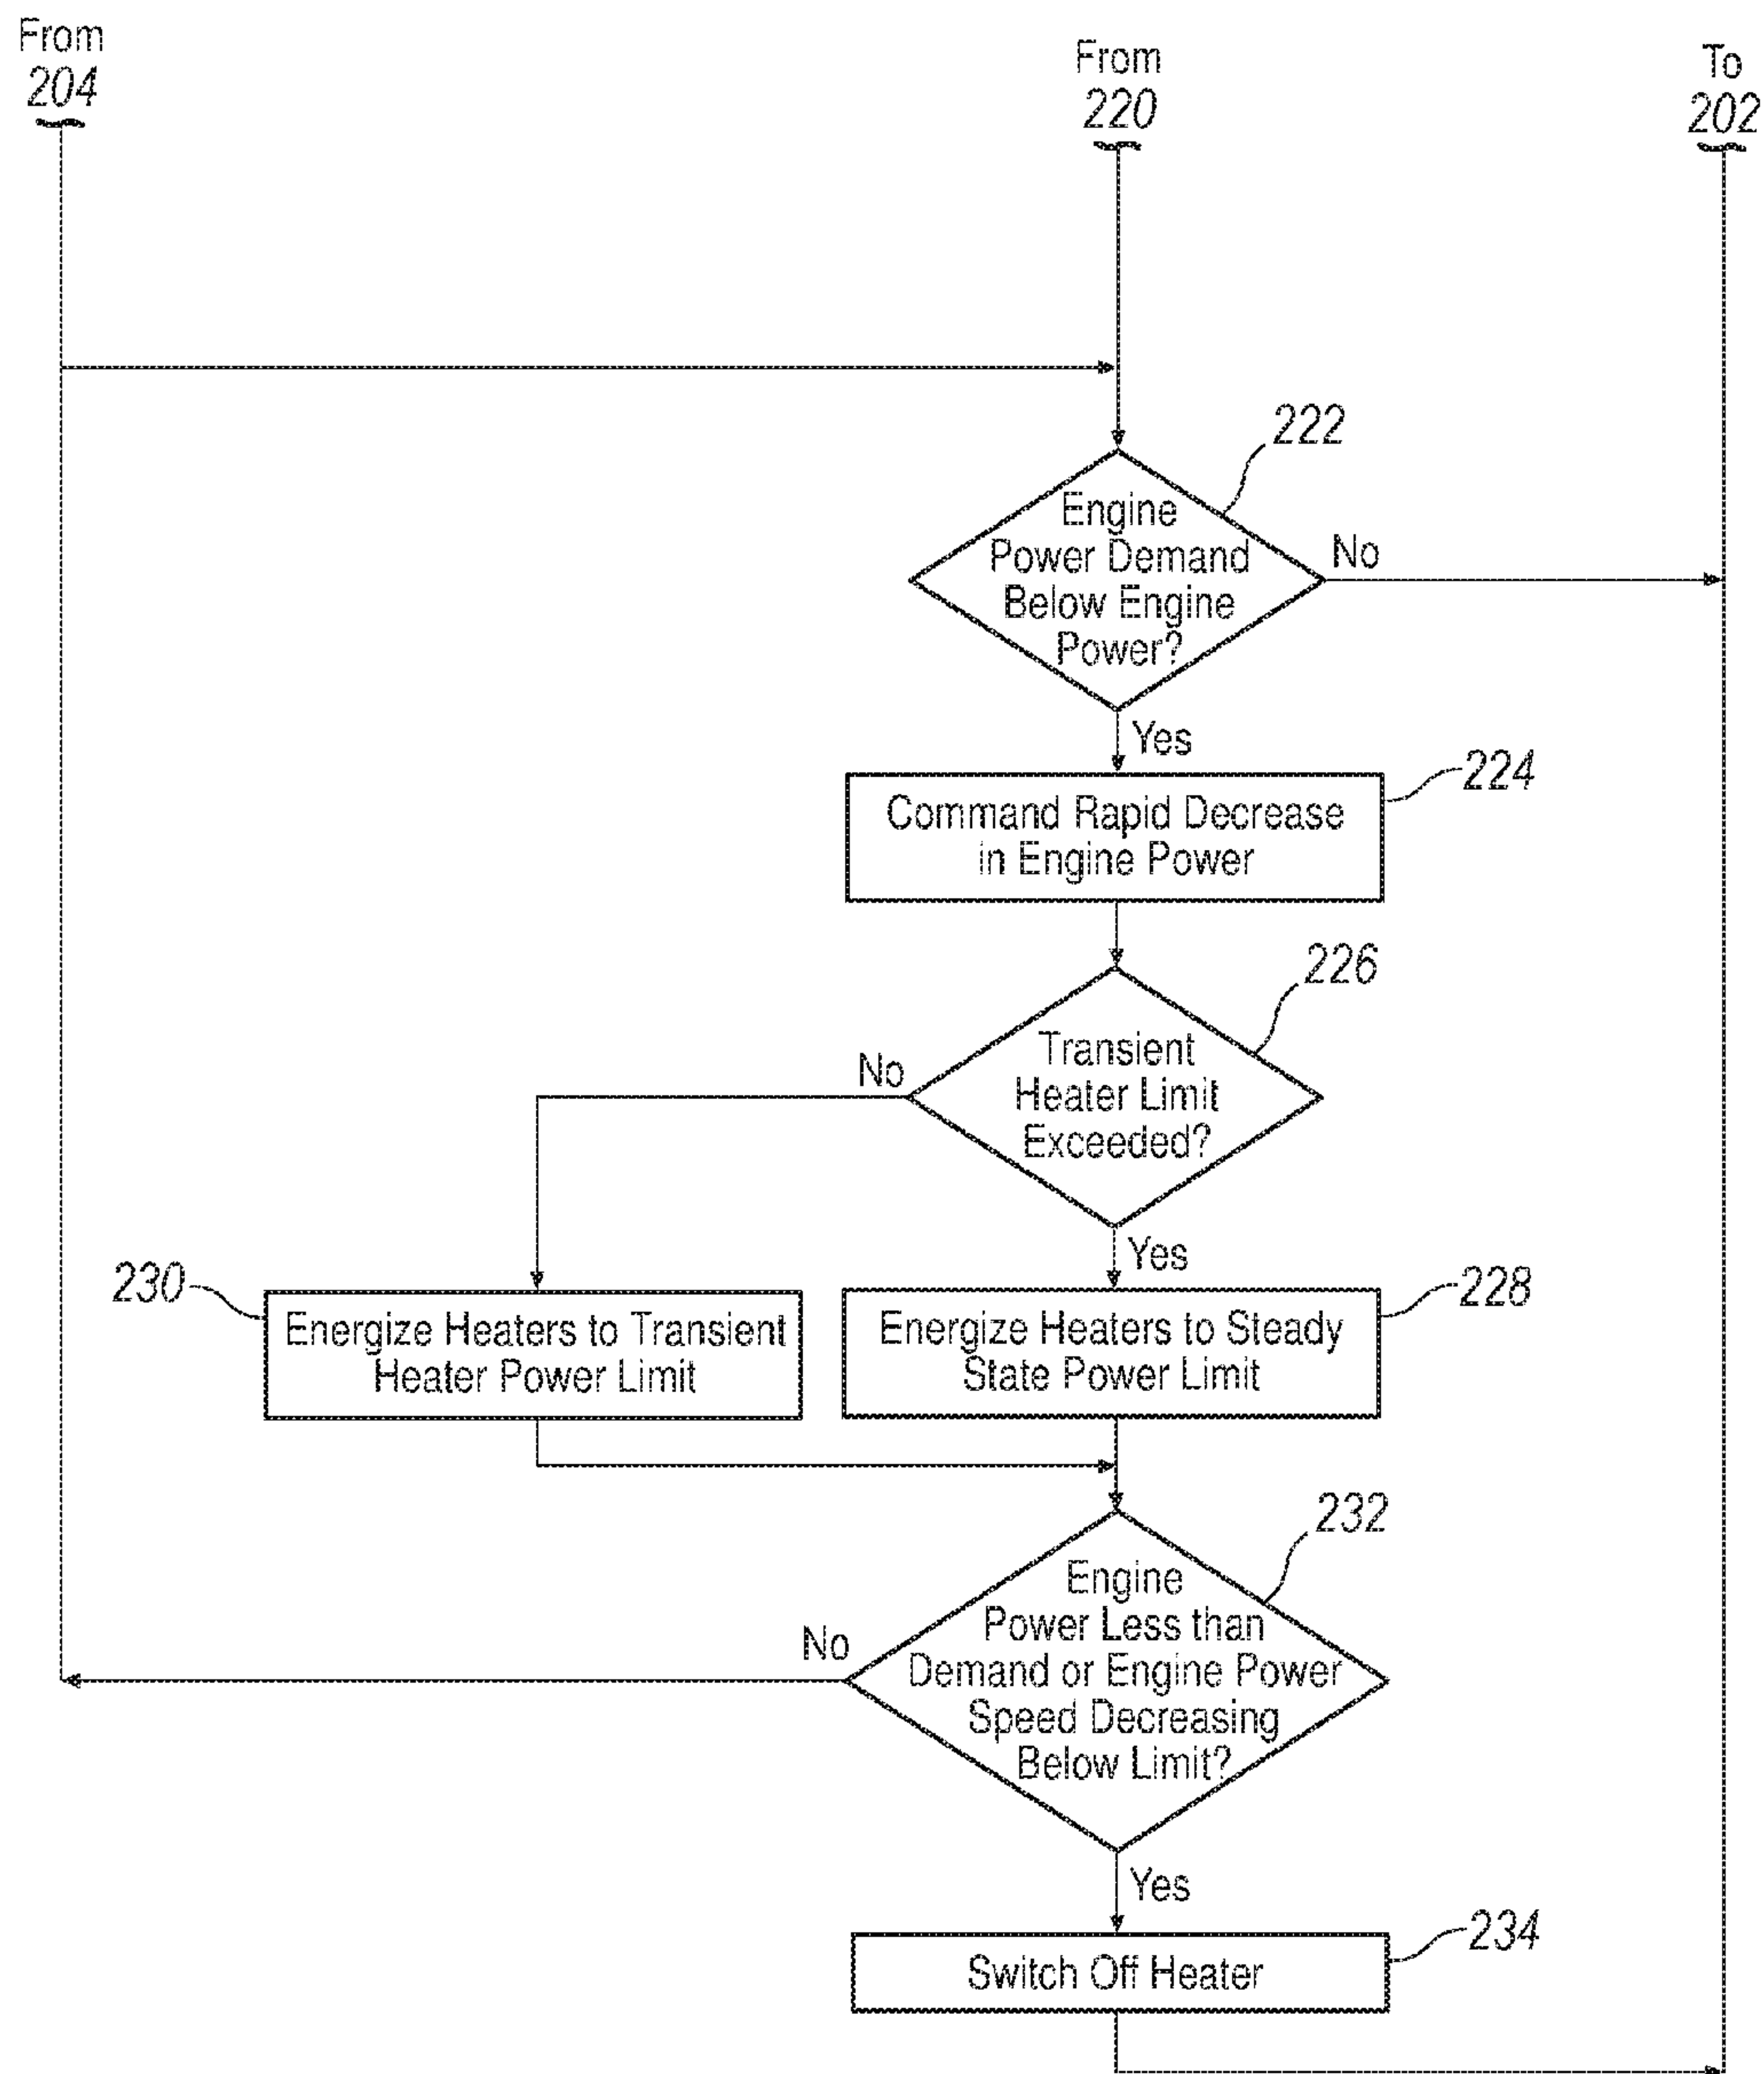 From
204
From
220
To
202
222
Engine
Power Demand
Below Engine
Power?
No
Yes
224
Command Rapid Decrease
in Engine Power
226
Transient
Heater Limit
Exceeded?
No
Yes
230
Energize Heaters to Transient
Heater Power Limit
228
Energize Heaters to Steady
State Power Limit
232
Engine
Power Less than
Demand or Engine Power
Speed Decreasing
Below Limit?
No
Yes
234
Switch Off Heater